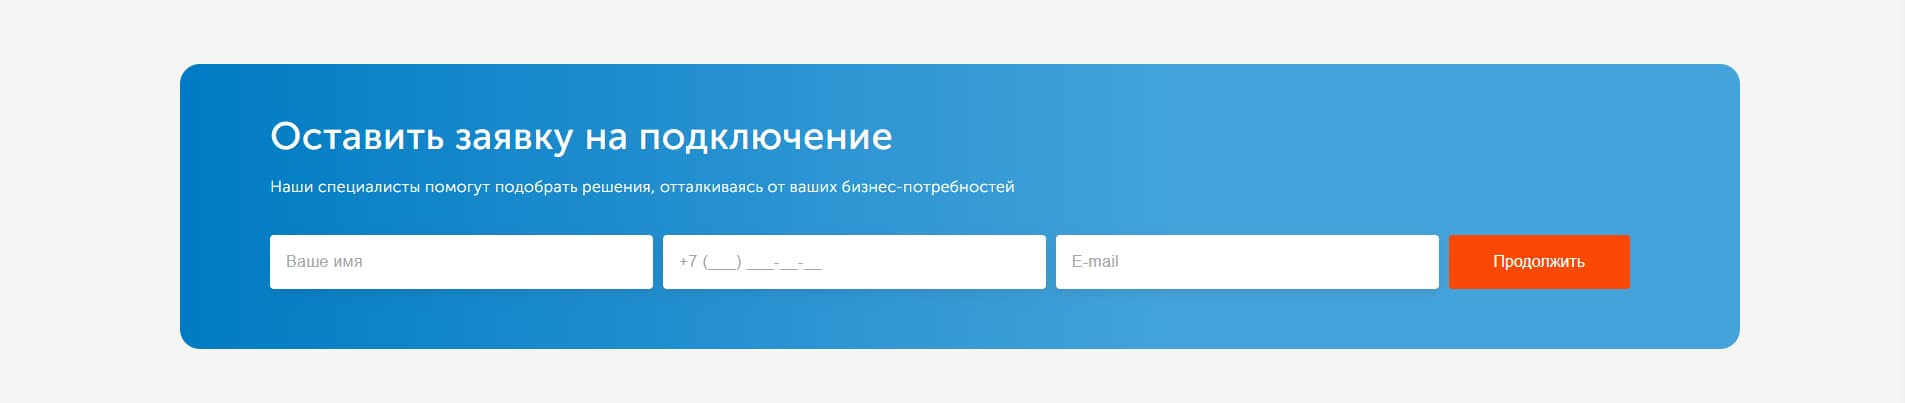 Оставить заявку на подключение
Наши специалисты помогут подобрать решения, отталкиваясь от ваших бизнес-потребностей
Ваше имя
+7 (___) ___-__-__
E-mail
Продолжить